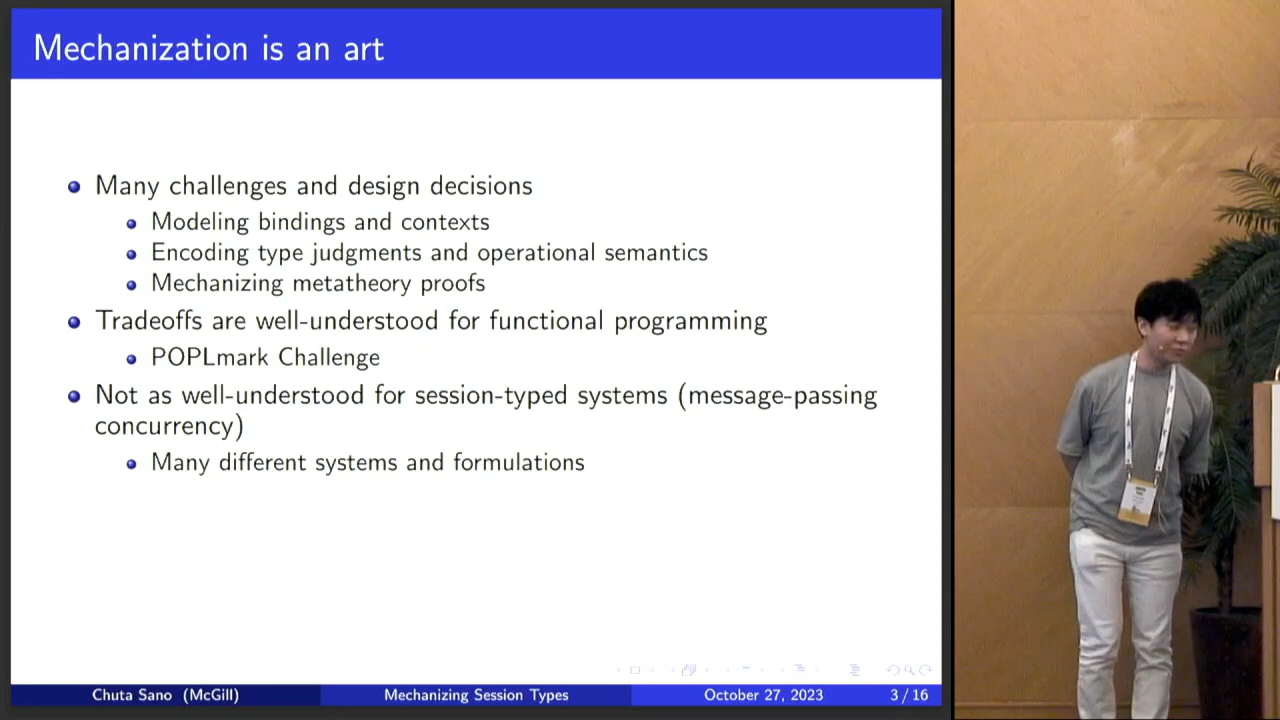 Mechanization is an art
Many challenges and design decisions
Modeling bindings and contexts
Encoding type judgments and operational semantics
Mechanizing metatheory proofs
Tradeoffs are well-understood for functional programming
POPLmark Challenge
Not as well-understood for session-typed systems (message-passing
concurrency)
Many different systems and formulations
Chuta Sano (McGill)
Mechanizing Session Types
October 27, 2023
3 / 16